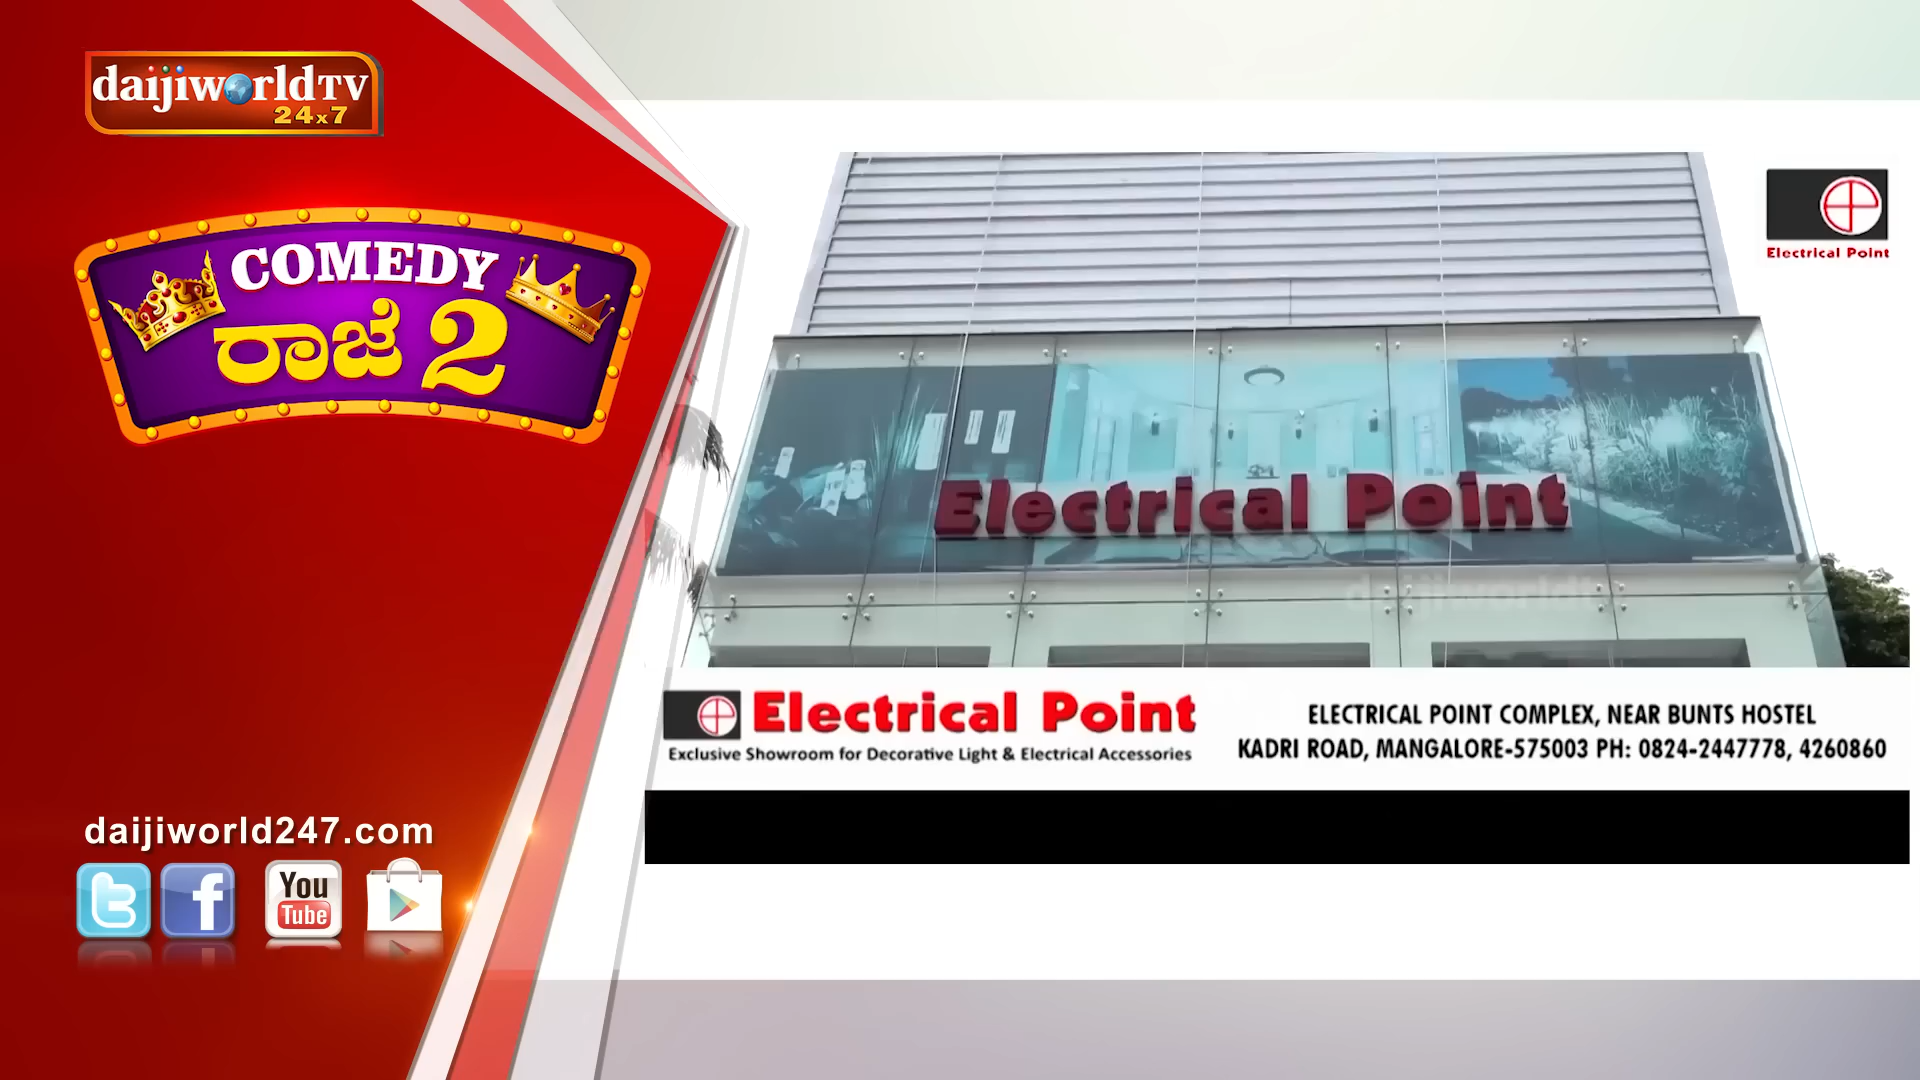 daijiworldTV
24x7
COMEDY
ರಾಜೆ 2
daijiworld247.com
You
Tube
Electrical Point
Electrical Point
daijiworldt
Electrical Point
Exclusive Showroom for Decorative Light & Electrical Accessories
ELECTRICAL POINT COMPLEX, NEAR BUNTS HOSTEL
KADRI ROAD, MANGALORE-575003 PH: 0824-2447778, 4260860